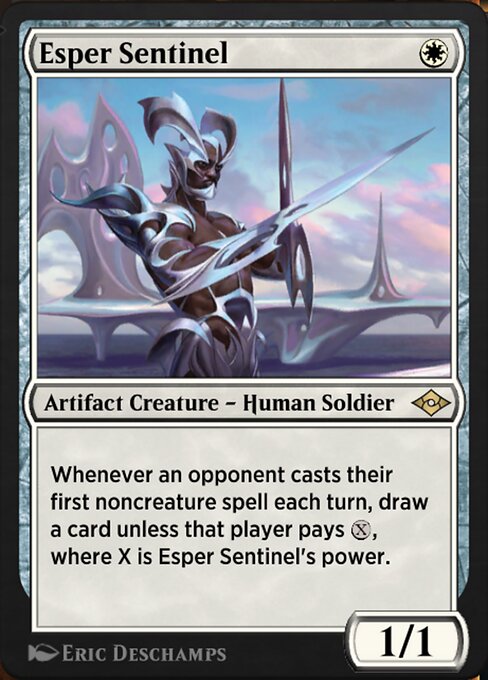 Esper Sentinel
Artifact Creature – Human Soldier
Whenever an opponent casts their
first noncreature spell each turn, draw
a card unless that player pays X,
where X is Esper Sentinel's power.
1/1
Eric Deschamps